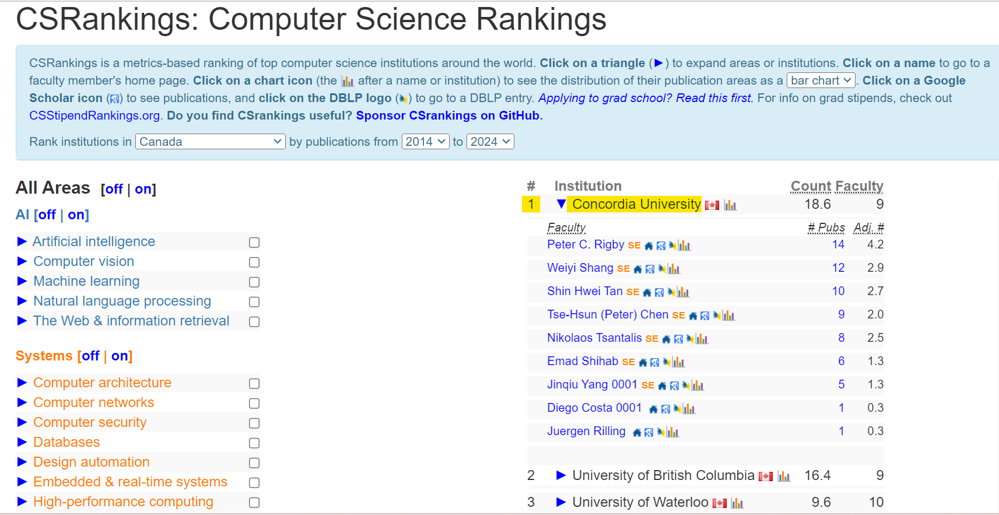 CSRankings: Computer Science Rankings
CSRankings is a metrics-based ranking of top computer science institutions around the world. Click on a triangle (▶) to expand areas or institutions. Click on a name to go to a
faculty member's home page. Click on a chart icon (the after a name or institution) to see the distribution of their publication areas as a bar chart. Click on a Google
Scholar icon () to see publications, and click on the DBLP logo () to go to a DBLP entry. Applying to grad school? Read this first. For info on grad stipends, check out
CSStipendRankings.org. Do you find CSrankings useful? Sponsor CSrankings on GitHub.
Rank institutions in Canada by publications from 2014 to 2024
All Areas [off | on]
AI [off | on]
▶ Artificial intelligence
▶ Computer vision
▶ Machine learning
▶ Natural language processing
▶ The Web & information retrieval
Systems [off | on]
▶ Computer architecture
▶ Computer networks
▶ Computer security
▶ Databases
▶ Design automation
▶ Embedded & real-time systems
▶ High-performance computing
# Institution Count Faculty
1 ▼ Concordia University 18.6 9
Faculty # Pubs Adj. #
Peter C. Rigby SE 14 4.2
Weiyi Shang SE 12 2.9
Shin Hwei Tan SE 10 2.7
Tse-Hsun (Peter) Chen SE 9 2.0
Nikolaos Tsantalis SE 8 2.5
Emad Shihab SE 6 1.3
Jinqiu Yang 0001 SE 5 1.3
Diego Costa 0001 1 0.3
Juergen Rilling 1 0.3
2 ▶ University of British Columbia 16.4 9
3 ▶ University of Waterloo 9.6 10